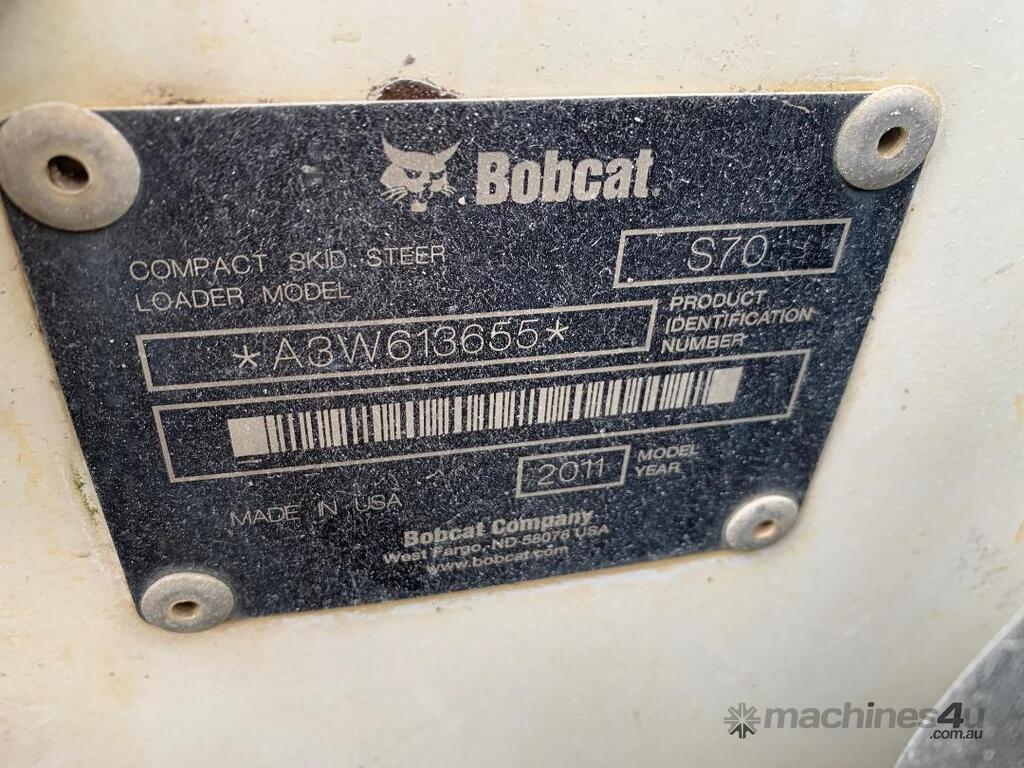 Bobcat.
COMPACT SKID STEER
LOADER MODEL
S70
*A3W613655*
PRODUCT
IDENTIFICATION
NUMBER
2011
MODEL
YEAR
MADE IN USA
Bobcat Company
West Fargo, ND-58078 USA
www.bobcat.com
machines4u
.com.au